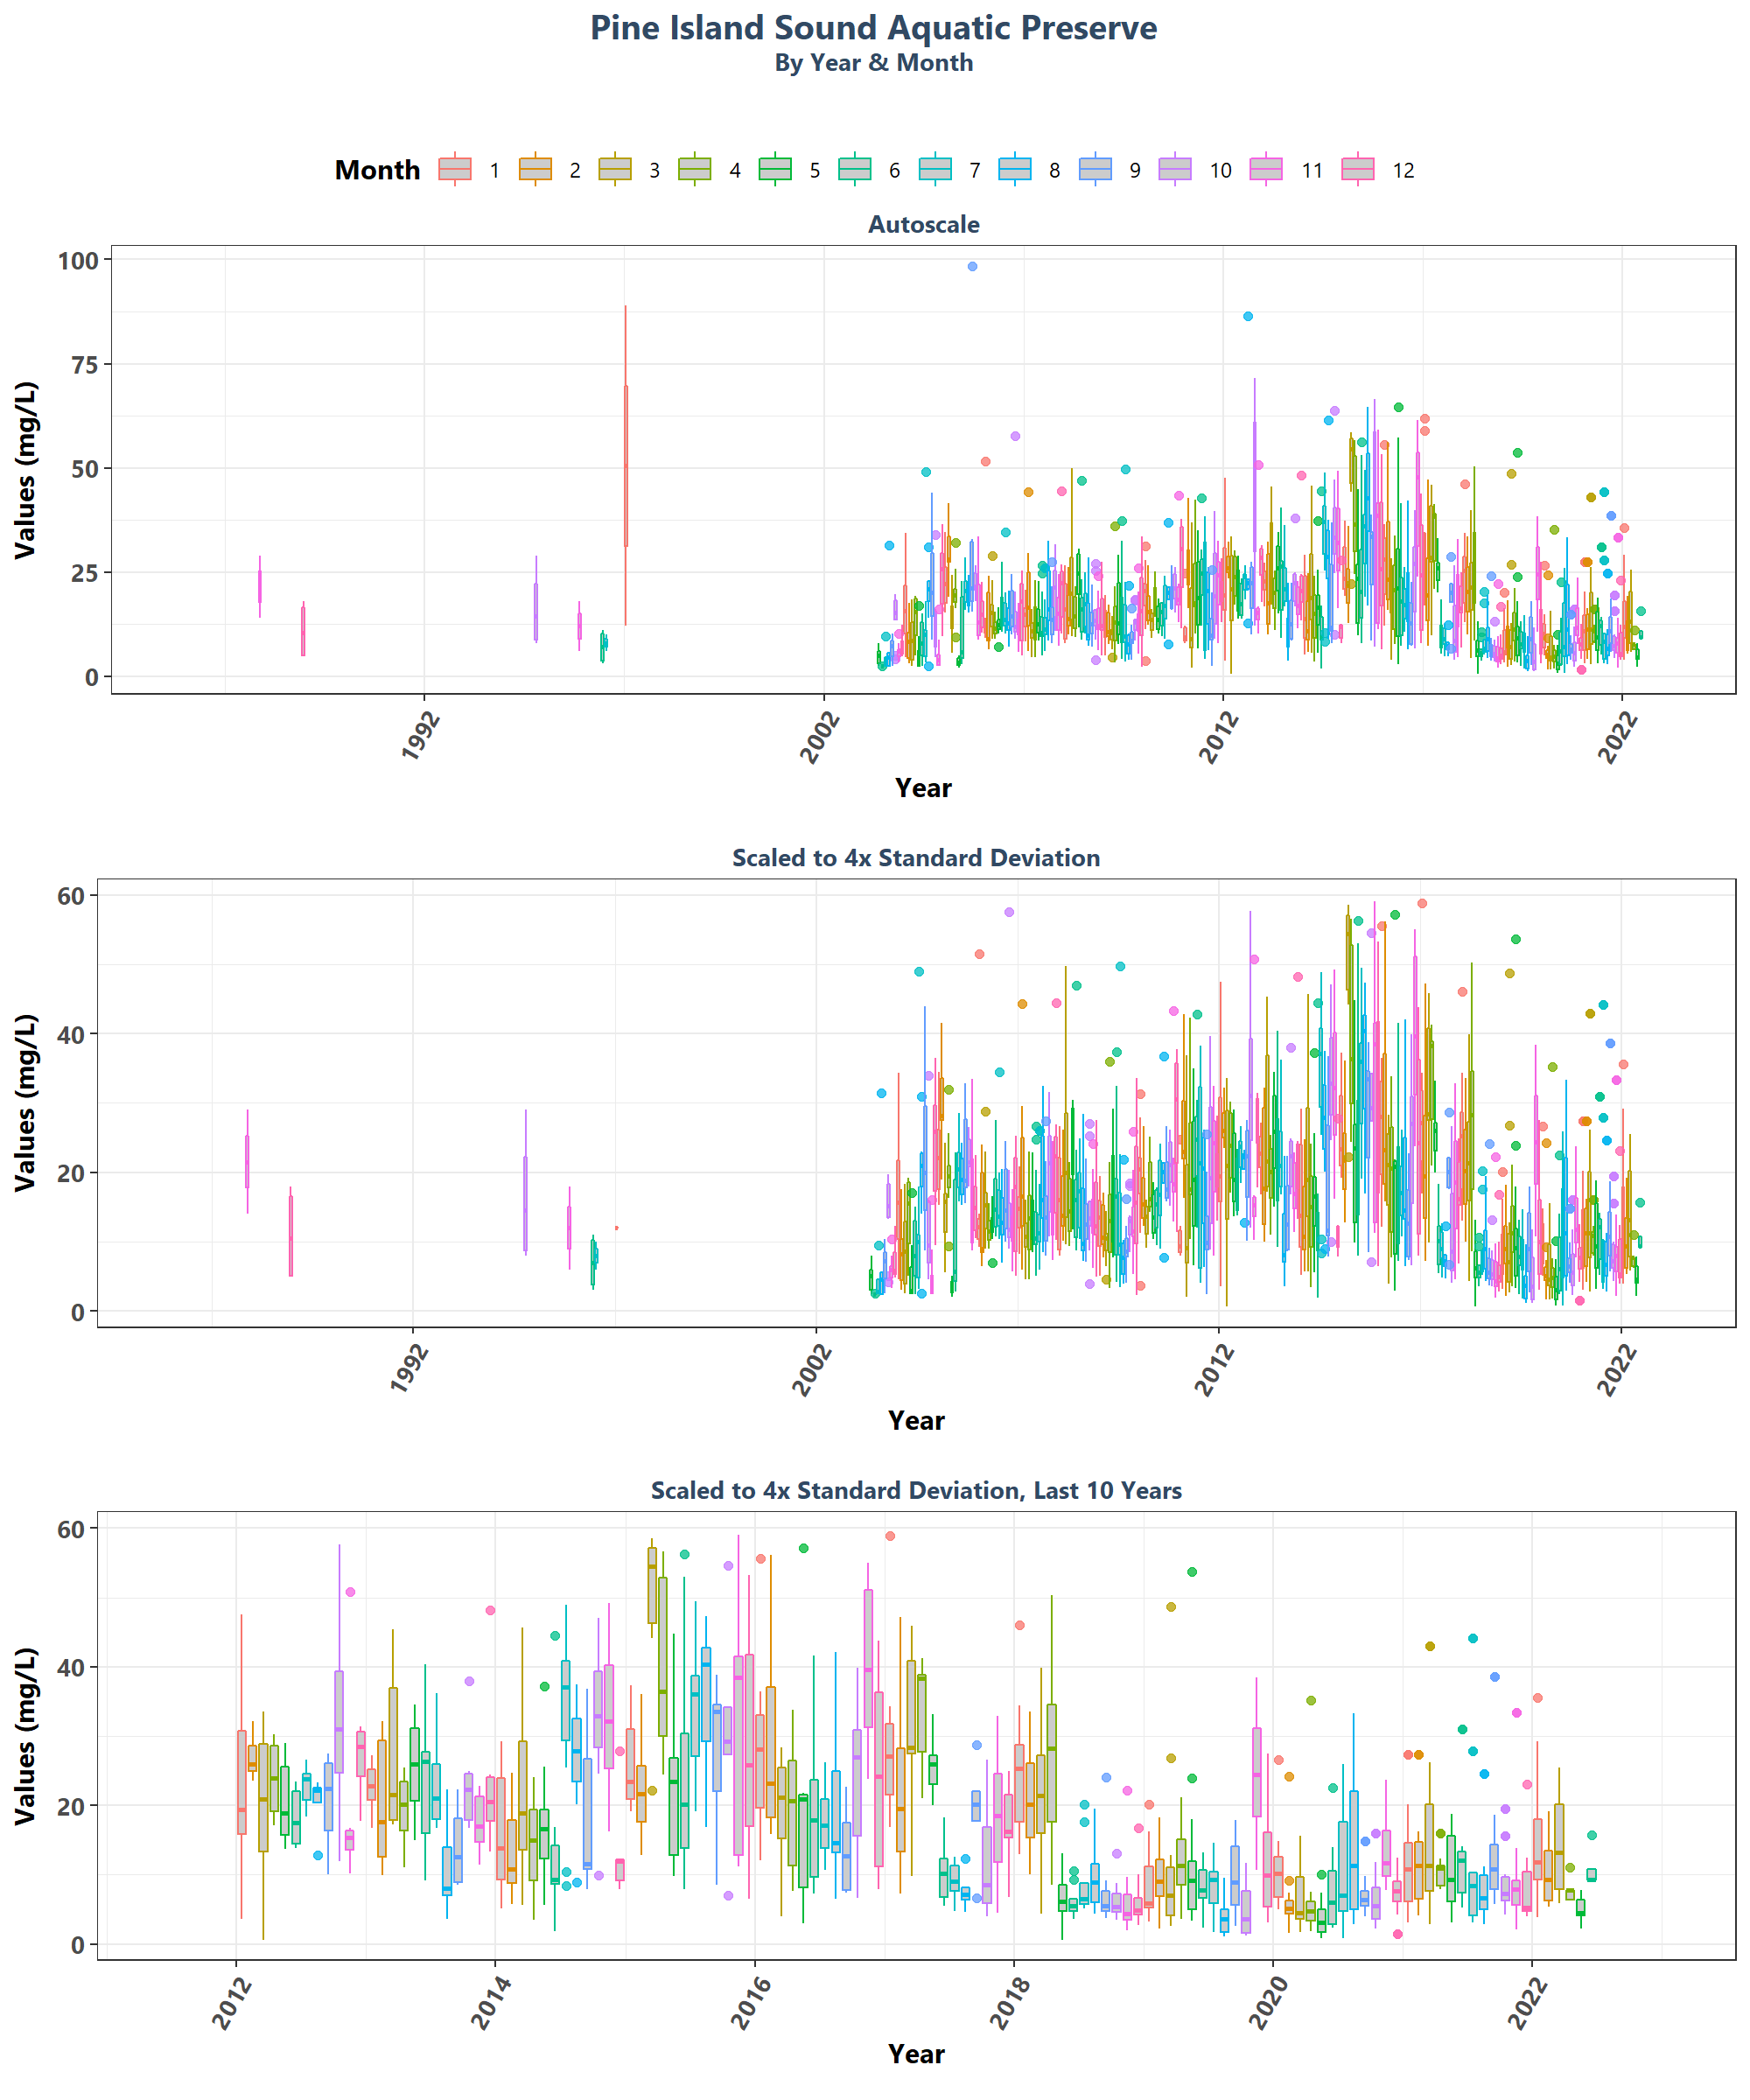 Pine Island Sound Aquatic Preserve
By Year & Month
Month 1 2 3 4 5 6 7 8 9 10 11 12
Autoscale
Values (mg/L)
100
75
50
25
0
1992 2002 2012 2022
Year
Scaled to 4x Standard Deviation
Values (mg/L)
60
40
20
0
1992 2002 2012 2022
Year
Scaled to 4x Standard Deviation, Last 10 Years
Values (mg/L)
60
40
20
0
2012 2014 2016 2018 2020 2022
Year